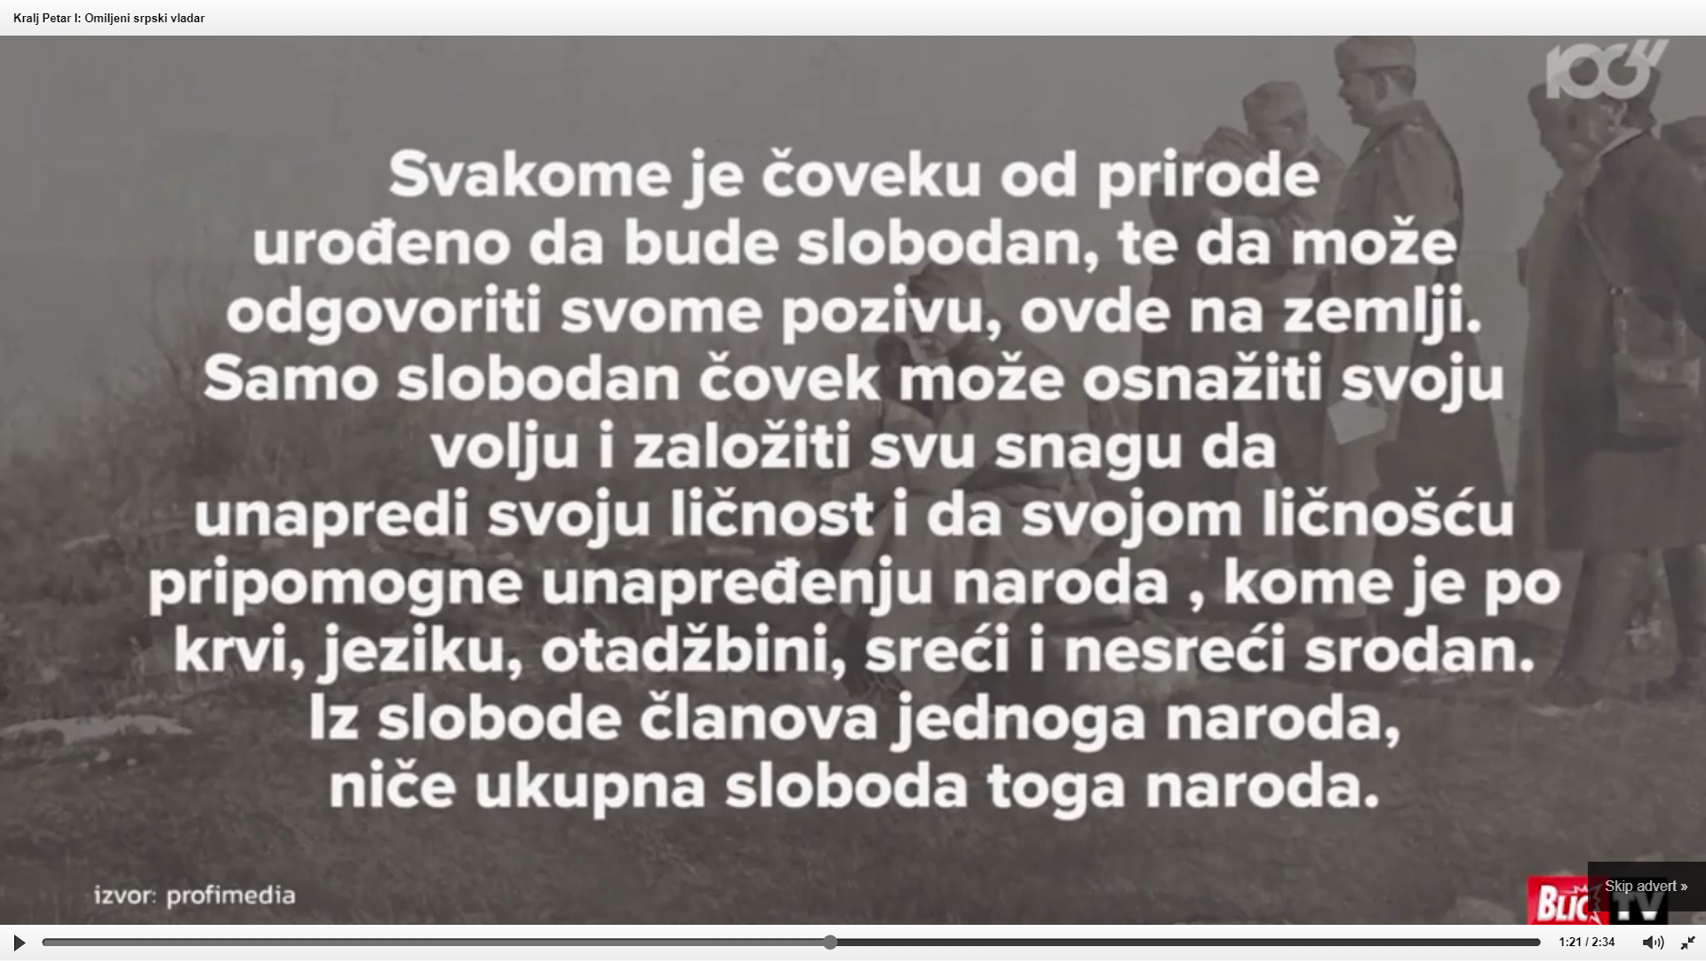 Kralj Petar I: Omiljeni srpski vladar
Svakome je čoveku od prirode
urođeno da bude slobodan, te da može
odgovoriti svome pozivu, ovde na zemlji.
Samo slobodan čovek može osnažiti svoju
volju i založiti svu snagu da
unapredi svoju ličnost i da svojom ličnošću
pripomogne unapređenju naroda , kome je po
krvi, jeziku, otadžbini, sreći i nesreći srodan.
Iz slobode članova jednoga naroda,
niče ukupna sloboda toga naroda.
izvor: profimedia
Skip advert »
BLIC TV
1:21 / 2:34